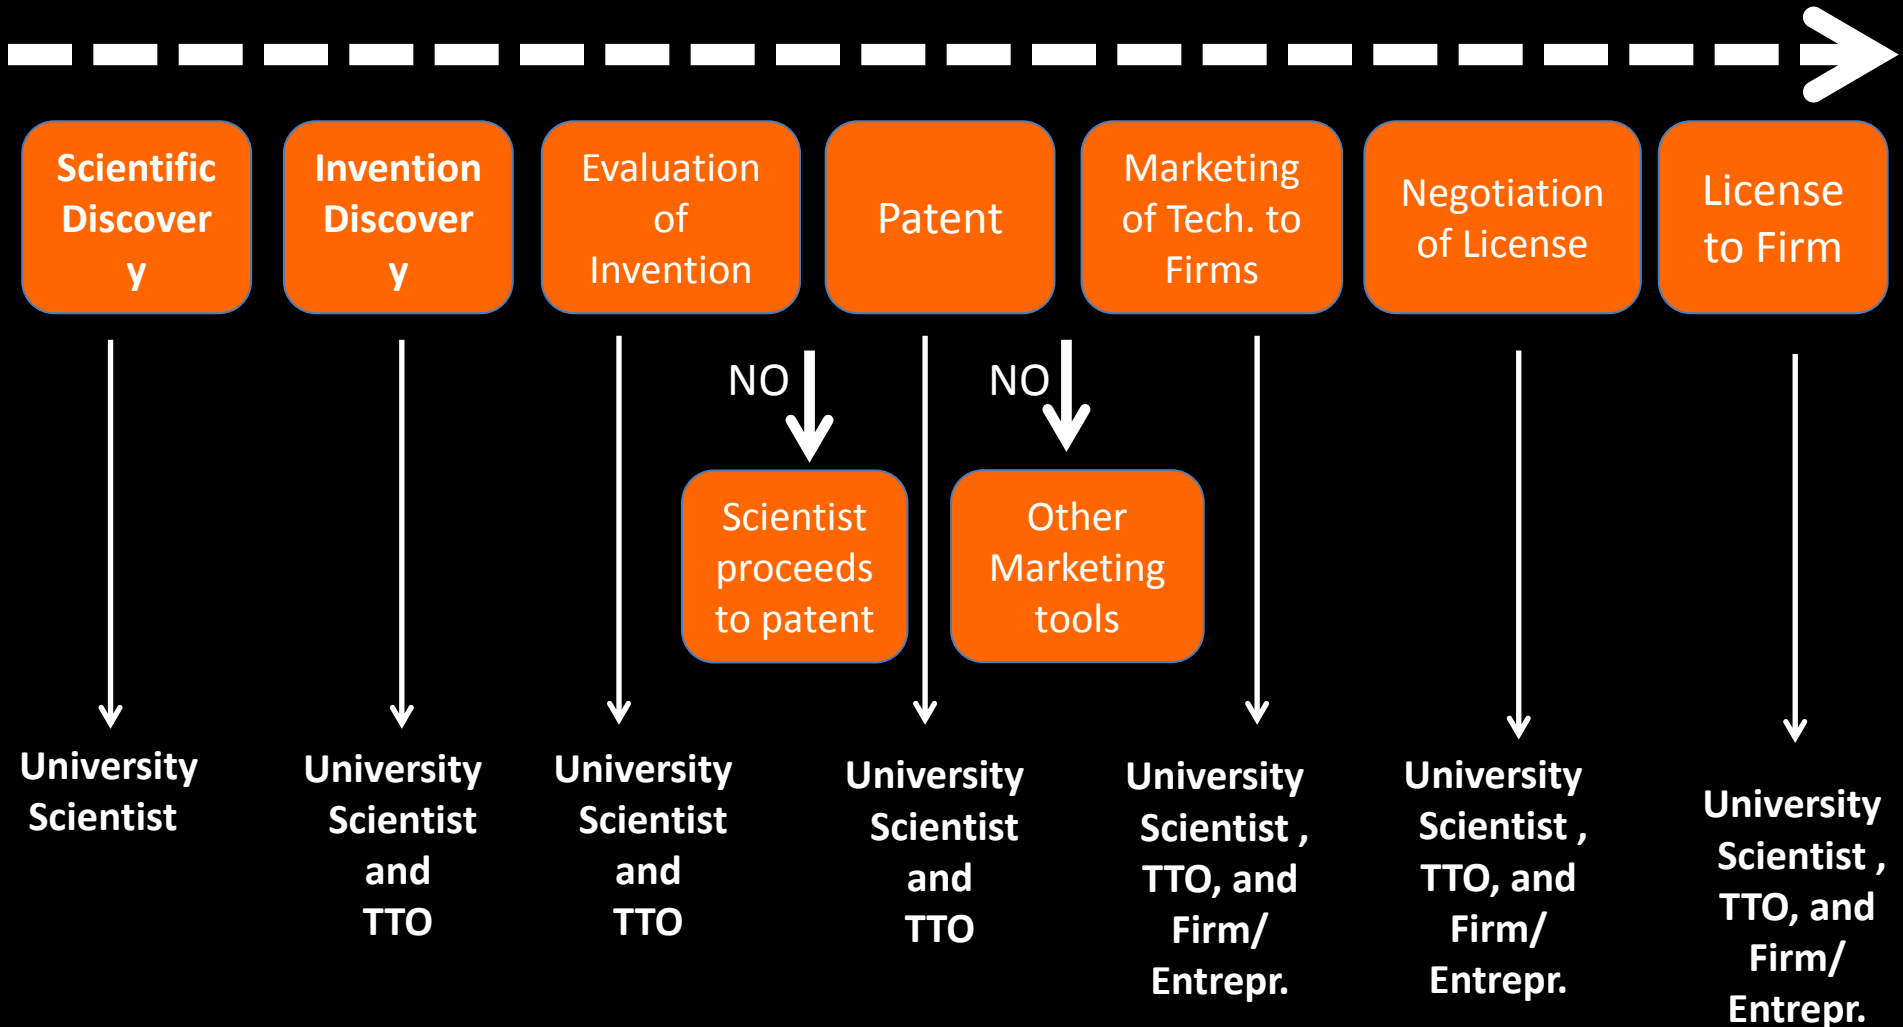 Scientific
Discover
y
Invention
Discover
y
Evaluation
of
Invention
Patent
Marketing
of Tech. to
Firms
Negotiation
of License
License
to Firm
NO
NO
Scientist
proceeds
to patent
Other
Marketing
tools
University
Scientist
University
Scientist
and
TTO
University
Scientist
and
TTO
University
Scientist
and
TTO
University
Scientist ,
TTO, and
Firm/
Entrepr.
University
Scientist ,
TTO, and
Firm/
Entrepr.
University
Scientist ,
TTO, and
Firm/
Entrepr.